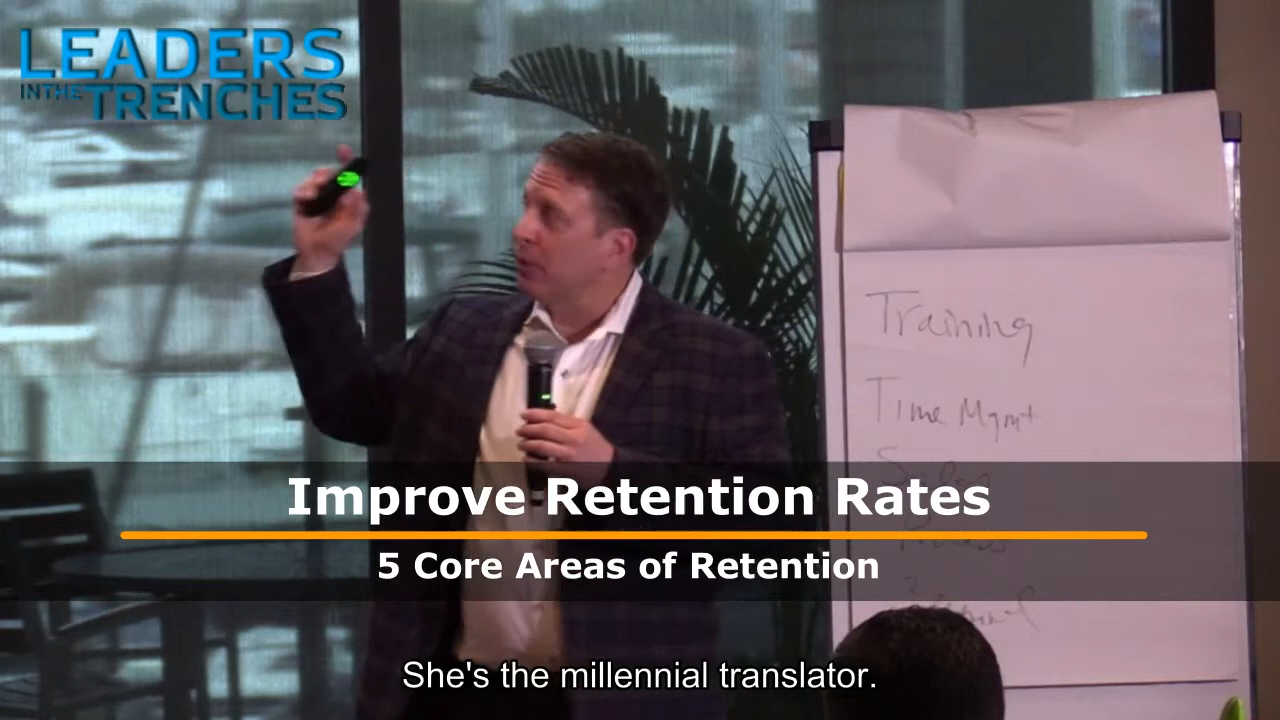 LEADERS
IN THE TRENCHES
Training
Time Mgmt
Improve Retention Rates
5 Core Areas of Retention
She's the millennial translator.